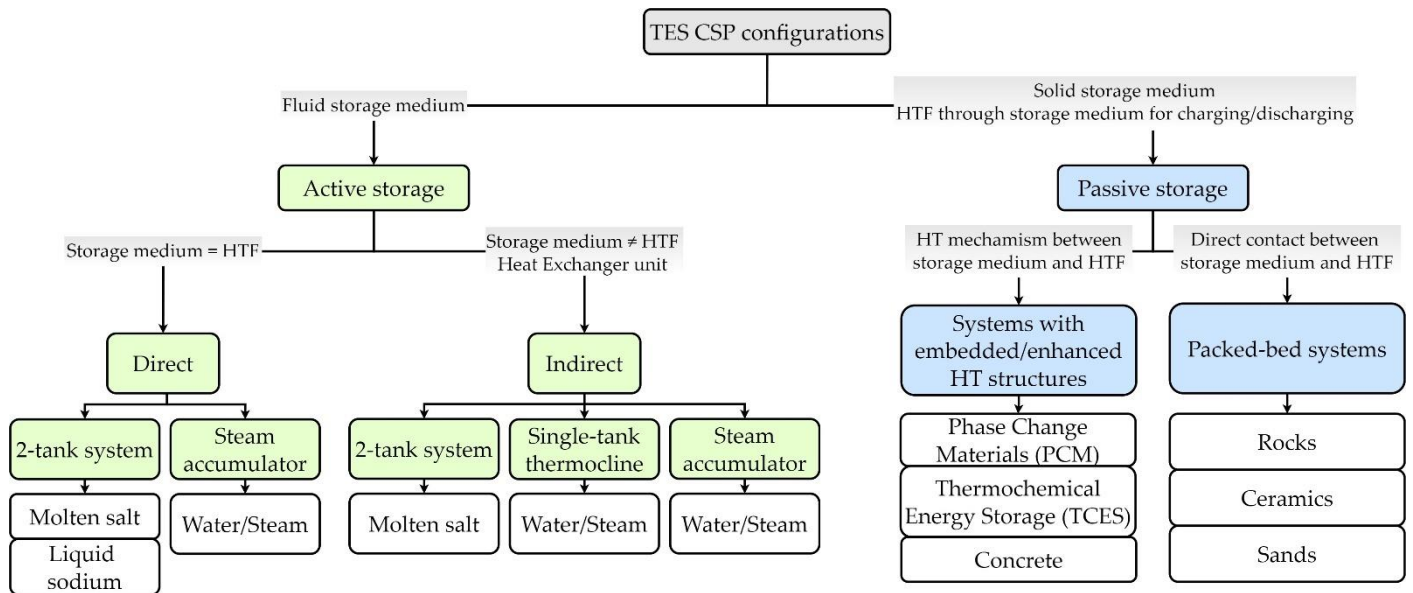 TES CSP configurations
Fluid storage medium
Solid storage medium
HTF through storage medium for charging/discharging
Active storage
Passive storage
Storage medium = HTF
Storage medium ≠ HTF
Heat Exchanger unit
HT mechamism between
storage medium and HTF
Direct contact between
storage medium and HTF
Direct
Indirect
Systems with
embedded/enhanced
HT structures
Packed-bed systems
2-tank system
Steam
accumulator
2-tank system
Single-tank
thermocline
Steam
accumulator
Molten salt
Liquid
sodium
Water/Steam
Molten salt
Water/Steam
Water/Steam
Phase Change
Materials (PCM)
Thermochemical
Energy Storage (TCES)
Concrete
Rocks
Ceramics
Sands